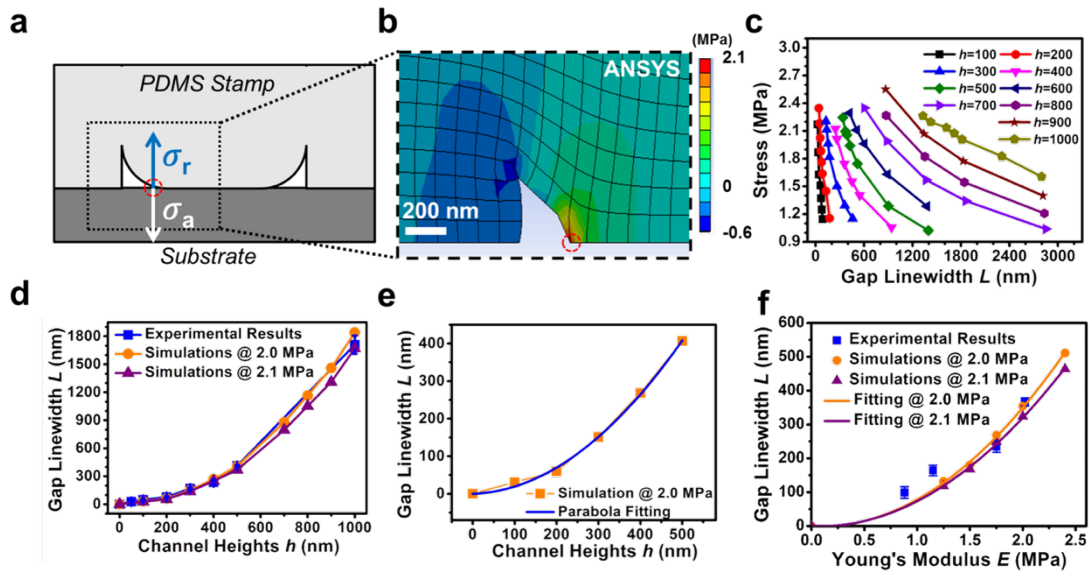 a
PDMS Stamp
σr
σa
Substrate
b
(MPa)
ANSYS
2.1
0
-0.6
200 nm
c
3.0
2.7
2.4
2.1
1.8
1.5
1.2
0.9
Stress (MPa)
h=100 h=200
h=300 h=400
h=500 h=600
h=700 h=800
h=900
h=1000
0 600 1200 1800 2400 3000
Gap Linewidth L (nm)
d
1800
1500
1200
900
600
300
0
Gap Linewidth L (nm)
Experimental Results
Simulations @ 2.0 MPa
Simulations @ 2.1 MPa
0 200 400 600 800 1000
Channel Heights h (nm)
e
400
300
200
100
0
Gap Linewidth L (nm)
Simulation @ 2.0 MPa
Parabola Fitting
0 100 200 300 400 500
Channel Heights h (nm)
f
600
500
400
300
200
100
0
Gap Linewidth L (nm)
Experimental Results
Simulations @ 2.0 MPa
Simulations @ 2.1 MPa
Fitting @ 2.0 MPa
Fitting @ 2.1 MPa
0.0 0.5 1.0 1.5 2.0 2.5
Young's Modulus E (MPa)